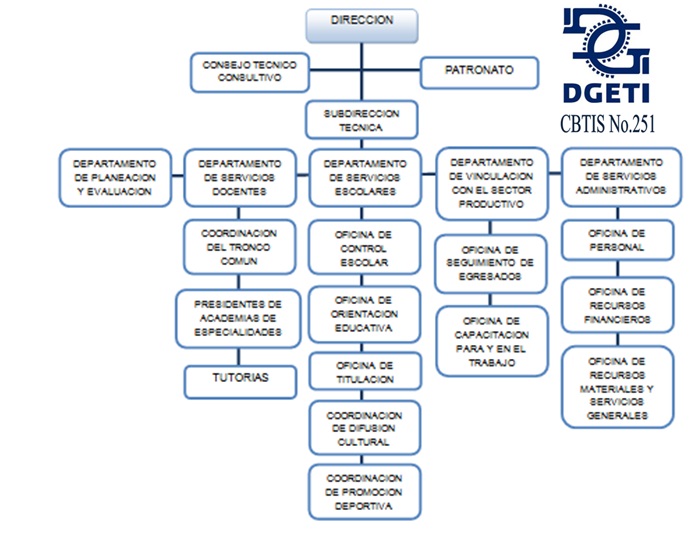 DIRECCION
CONSEJO TECNICO
CONSULTIVO
PATRONATO
DGETI
CBTIS No.251
SUBDIRECCION
TECNICA
DEPARTAMENTO
DE PLANEACION
Y EVALUACION
DEPARTAMENTO
DE SERVICIOS
DOCENTES
DEPARTAMENTO
DE SERVICIOS
ESCOLARES
DEPARTAMENTO
DE VINCULACION
CON EL SECTOR
PRODUCTIVO
DEPARTAMENTO
DE SERVICIOS
ADMINISTRATIVOS
COORDINACION
DEL TRONCO
COMUN
PRESIDENTES DE
ACADEMIAS DE
ESPECIALIDADES
TUTORIAS
OFICINA DE
CONTROL
ESCOLAR
OFICINA DE
ORIENTACION
EDUCATIVA
OFICINA DE
TITULACION
COORDINACION
DE DIFUSION
CULTURAL
COORDINACION
DE PROMOCION
DEPORTIVA
OFICINA DE
SEGUIMIENTO DE
EGRESADOS
OFICINA DE
CAPACITACION
PARA Y EN EL
TRABAJO
OFICINA DE
PERSONAL
OFICINA DE
RECURSOS
FINANCIEROS
OFICINA DE
RECURSOS
MATERIALES Y
SERVICIOS
GENERALES